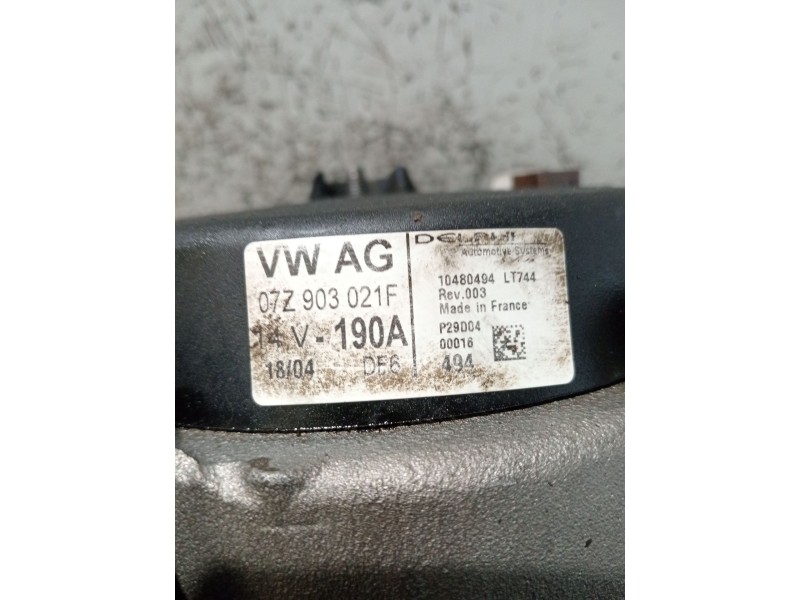 VW AG
07Z 903 021F
14 V - 190A
18/04 DE6
DELPHI
Automotive Systems
10480494 LT744
Rev.003
Made in France
P29D04
00016
494